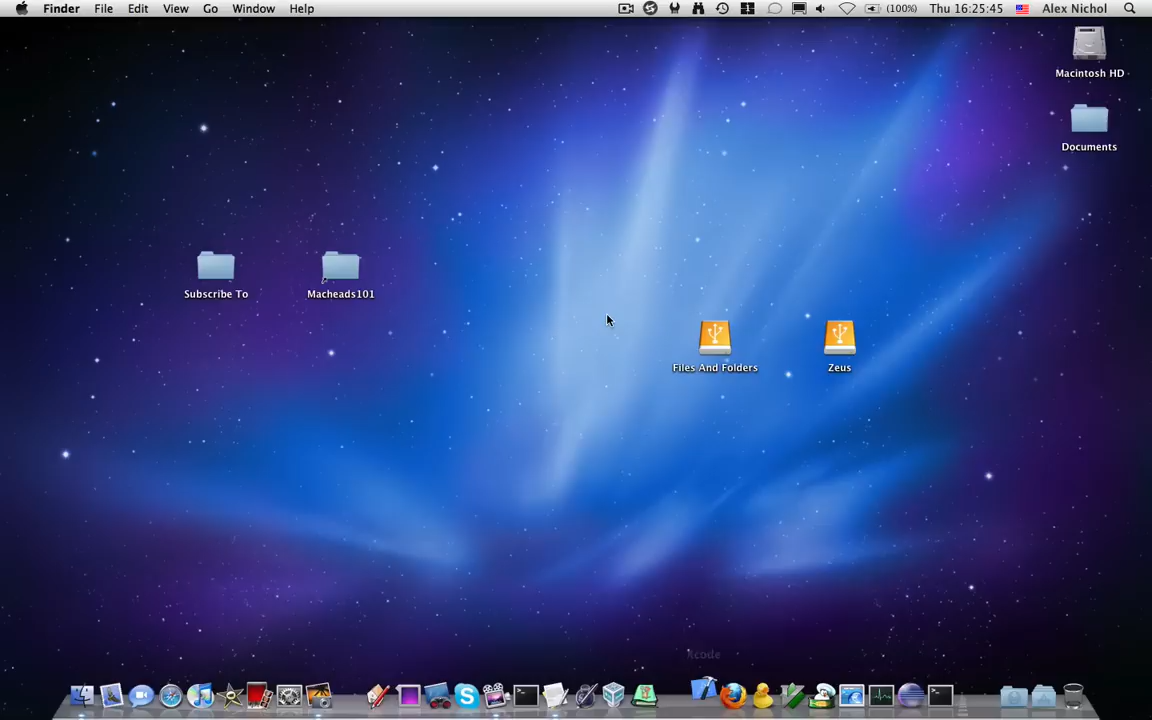 Finder File Edit View Go Window Help (100%) Thu 16:25:45 Alex Nichol
Macintosh HD
Documents
Subscribe To Macheads101
Files And Folders Zeus
Xcode